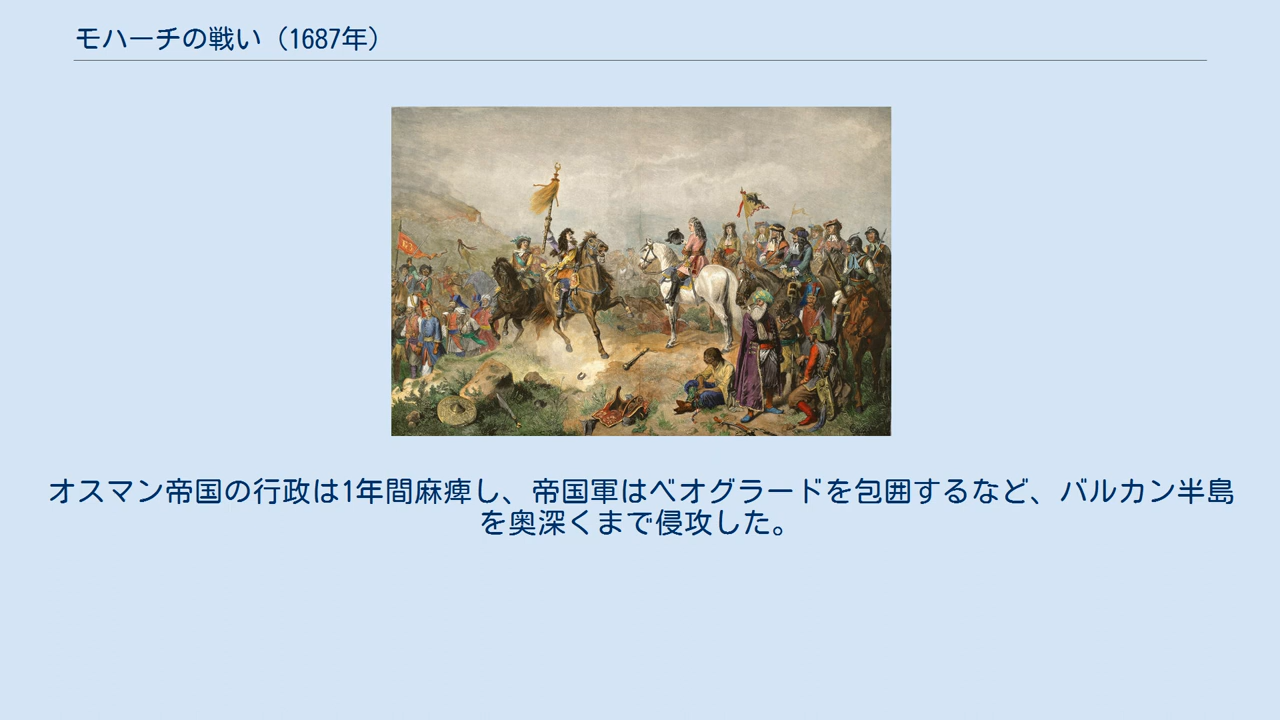 モハーチの戦い（1687年）
オスマン帝国の行政は1年間麻痺し、帝国軍はベオグラードを包囲するなど、バルカン半島
を奥深くまで侵攻した。